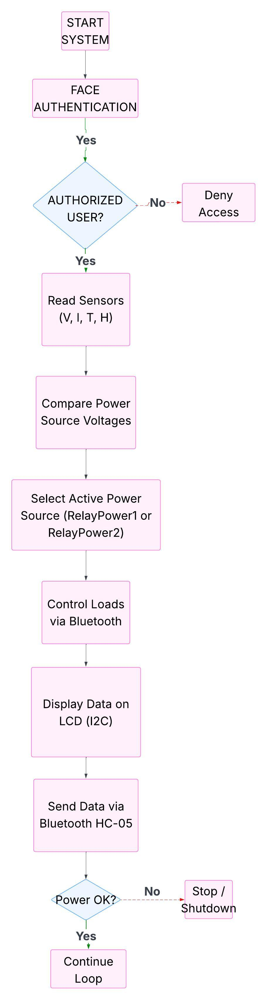 START
SYSTEM
FACE
AUTHENTICATION
Yes
AUTHORIZED
USER?
No
Deny
Access
Yes
Read Sensors
(V, I, T, H)
Compare Power
Source Voltages
Select Active Power
Source (RelayPower1 or
RelayPower2)
Control Loads
via Bluetooth
Display Data on
LCD (I2C)
Send Data via
Bluetooth HC-05
Power OK?
No
Stop /
Shutdown
Yes
Continue
Loop